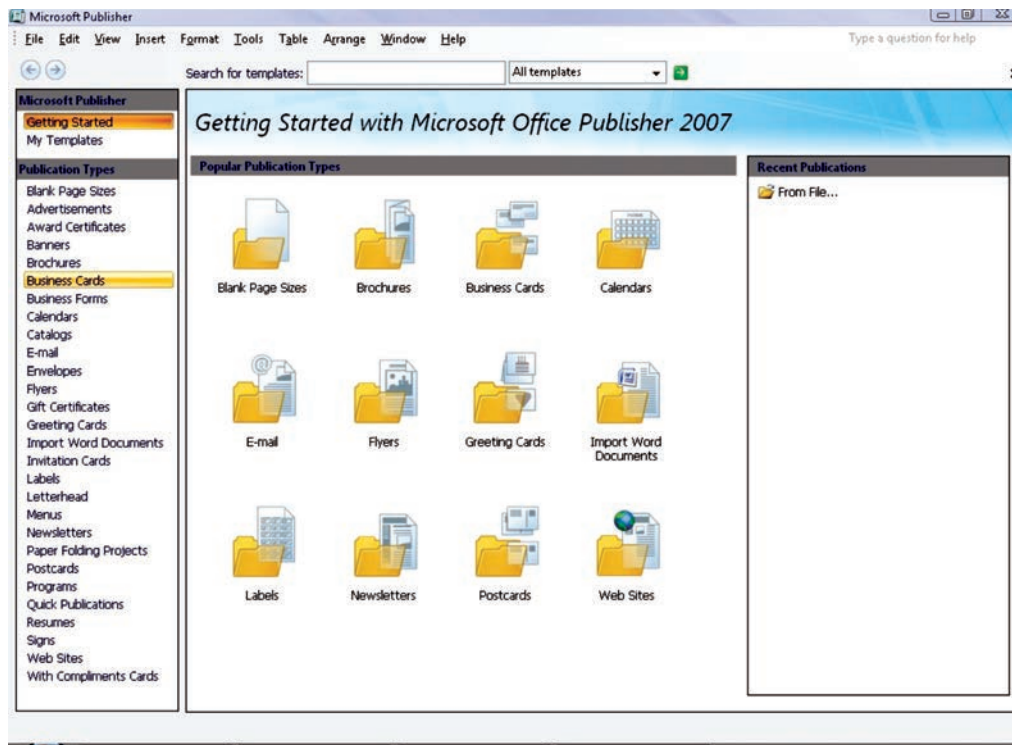 Microsoft Publisher
File Edit View Insert Format Tools Table Arrange Window Help
Type a question for help
Search for templates:
All templates
Microsoft Publisher
Getting Started
My Templates
Publication Types
Blank Page Sizes
Advertisements
Award Certificates
Banners
Brochures
Business Cards
Business Forms
Calendars
Catalogs
E-mail
Envelopes
Flyers
Gift Certificates
Greeting Cards
Import Word Documents
Invitation Cards
Labels
Letterhead
Menus
Newsletters
Paper Folding Projects
Postcards
Programs
Quick Publications
Resumes
Signs
Web Sites
With Compliments Cards
Getting Started with Microsoft Office Publisher 2007
Popular Publication Types
Blank Page Sizes
Brochures
Business Cards
Calendars
E-mail
Flyers
Greeting Cards
Import Word
Documents
Labels
Newsletters
Postcards
Web Sites
Recent Publications
From File...